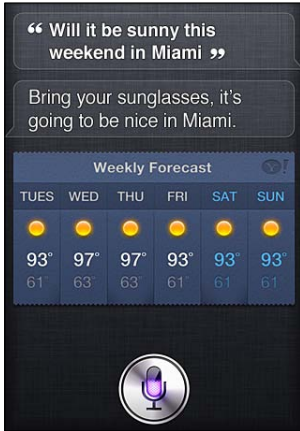 “ Will it be sunny this
weekend in Miami ”
Bring your sunglasses, it's
going to be nice in Miami.
Weekly Forecast Y!
TUES WED THU FRI SAT SUN
93° 97° 97° 93° 93° 93°
61° 63° 63° 61° 61 61°